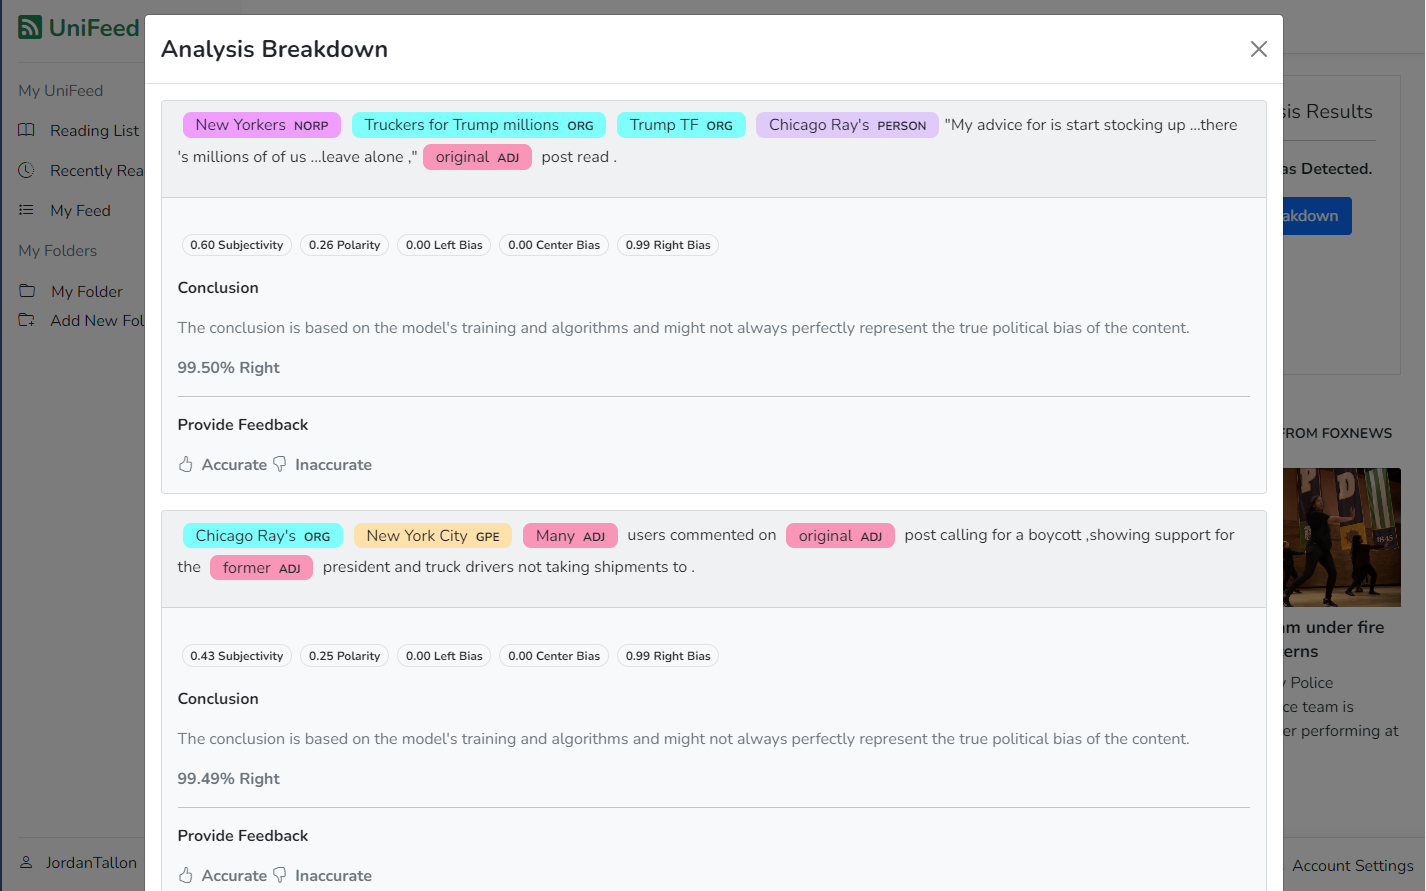 UniFeed
Analysis Breakdown
My UniFeed
Reading List
Recently Rea
My Feed
My Folders
My Folder
Add New Fol
JordanTallon
New Yorkers NORP Truckers for Trump millions ORG Trump TF ORG Chicago Ray's PERSON "My advice for is start stocking up ...there
's millions of of us ...leave alone ," original ADJ post read .
0.60 Subjectivity 0.26 Polarity 0.00 Left Bias 0.00 Center Bias 0.99 Right Bias
Conclusion
The conclusion is based on the model's training and algorithms and might not always perfectly represent the true political bias of the content.
99.50% Right
Provide Feedback
Accurate Inaccurate
Chicago Ray's ORG New York City GPE Many ADJ users commented on original ADJ post calling for a boycott ,showing support for
the former ADJ president and truck drivers not taking shipments to .
0.43 Subjectivity 0.25 Polarity 0.00 Left Bias 0.00 Center Bias 0.99 Right Bias
Conclusion
The conclusion is based on the model's training and algorithms and might not always perfectly represent the true political bias of the content.
99.49% Right
Provide Feedback
Accurate Inaccurate
sis Results
as Detected.
akdown
FROM FOXNEWS
am under fire
erns
y Police
ce team is
er performing at
Account Settings